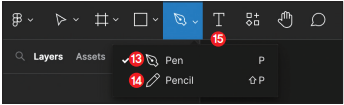 T
15
Layers Assets
13 Pen P
14 Pencil ⇧P